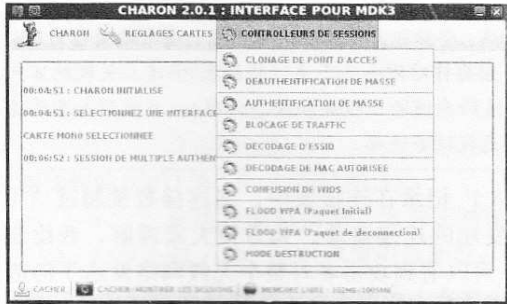 CHARON 2.0.1 : INTERFACE POUR MDK3
CHARON REGLAGES CARTES CONTROLLEURS DE SESSIONS
CLONAGE DE POINT D'ACCES
DEAUTHENTIFICATION DE MASSE
AUTHENTIFICATION DE MASSE
BLOCAGE DE TRAFFIC
DECODAGE D'ESSID
DECODAGE DE MAC AUTORISEE
CONFUSION DE WIDS
FLOOD WPA (Paquet Initial)
FLOOD WPA (Paquet de deconnection)
MODE DESTRUCTION
00:04:51 : CHARON INITIALISE
00:04:51 : SELECTIONNEZ UNE INTERFACE
CARTE MONO SELECTIONNEE
00:06:52 : SESSION DE MULTIPLE AUTHEN
CACHER CACHER-MONTRER LES SESSIONS MEMOIRE LIBRE :